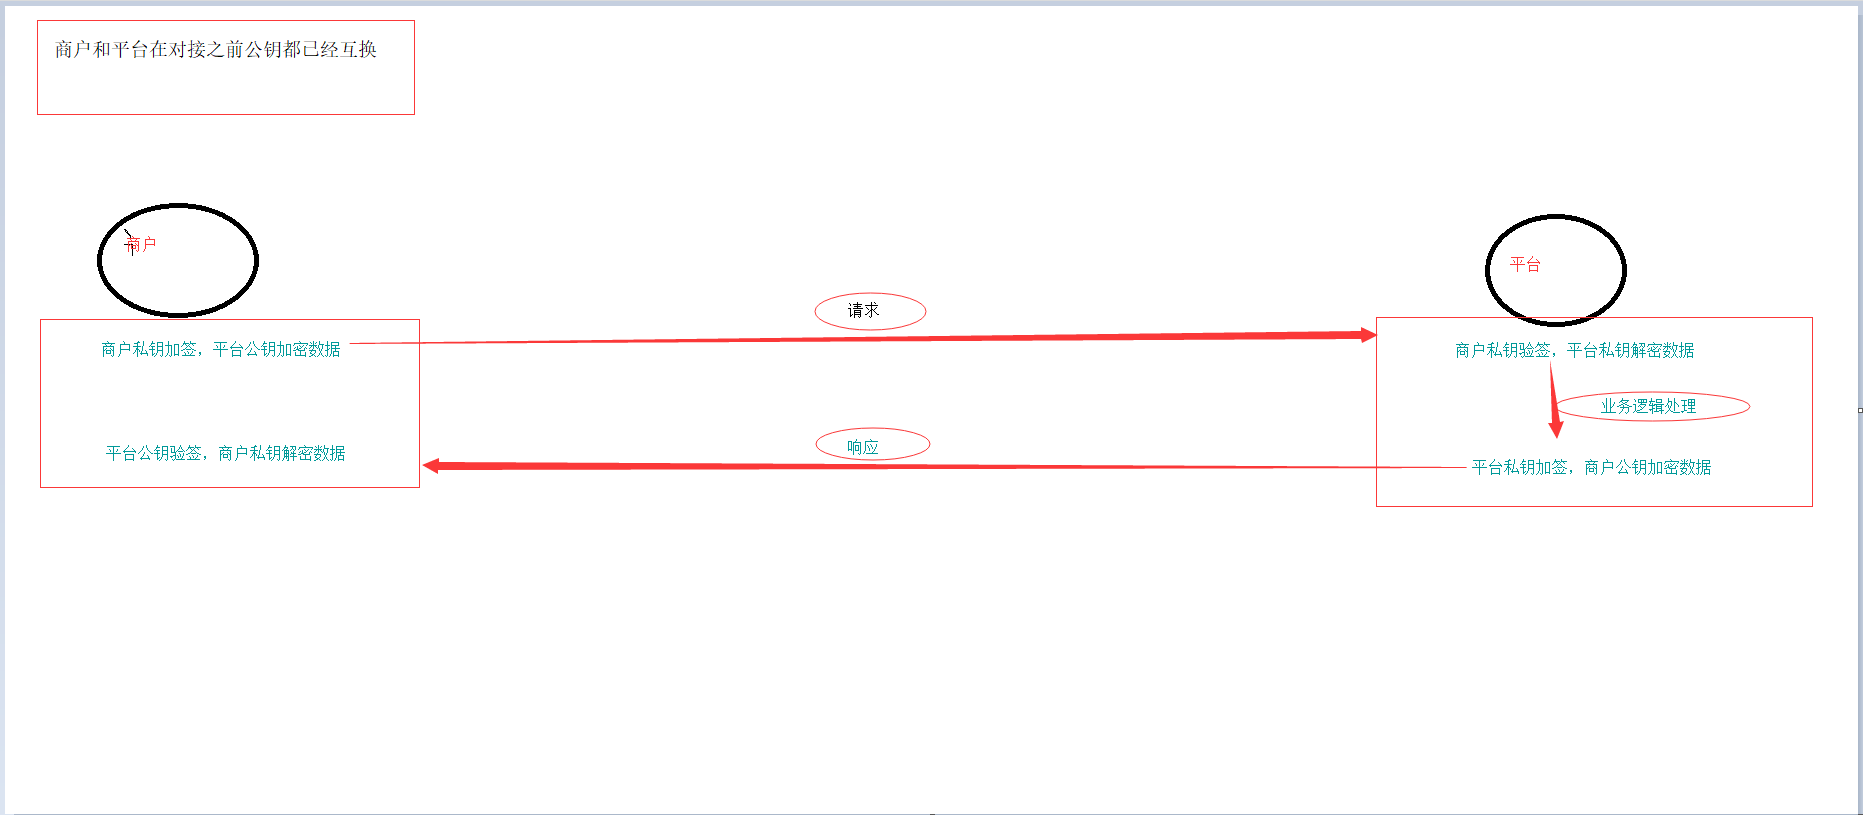 商户和平台在对接之前公钥都已经互换
商户
平台
请求
商户私钥加签，平台公钥加密数据
商户私钥验签，平台私钥解密数据
业务逻辑处理
响应
平台公钥验签，商户私钥解密数据
平台私钥加签，商户公钥加密数据